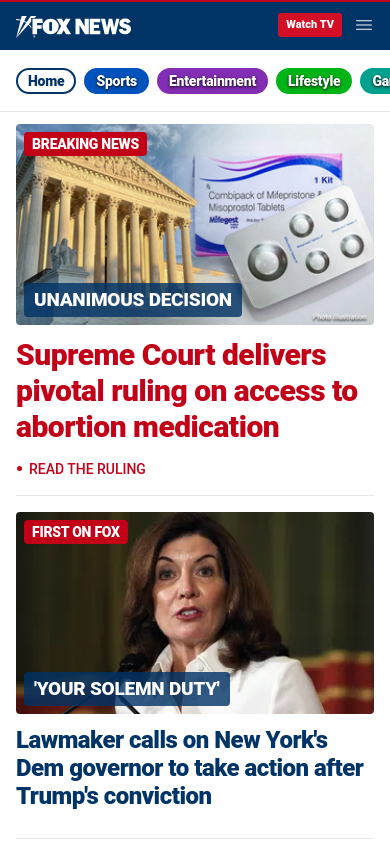 FOX NEWS
Watch TV
Home
Sports
Entertainment
Lifestyle
BREAKING NEWS
1 Kit
Combipack of Mifepristone &
Misoprostol Tablets
Mifegest
UNANIMOUS DECISION
Photo Illustration
Supreme Court delivers
pivotal ruling on access to
abortion medication
• READ THE RULING
FIRST ON FOX
'YOUR SOLEMN DUTY'
Lawmaker calls on New York's
Dem governor to take action after
Trump's conviction